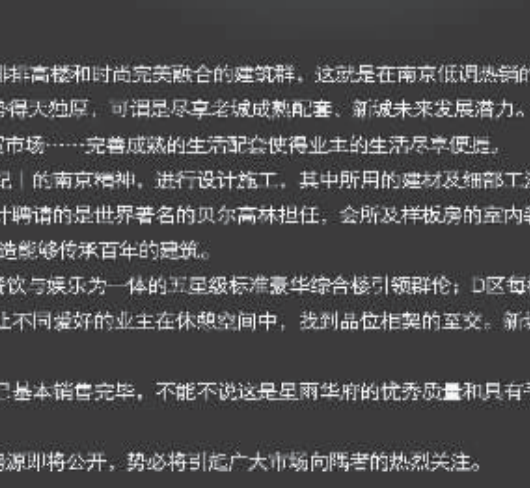 排高楼和时尚完美融合的建筑群，这就是在南京低调热销的
得天独厚，可谓是尽享老城成熟配套、新城未来发展潜力。
市场……完善成熟的生活配套使得业主的生活尽享便捷。
的南京精神，进行设计施工，其中所用的建材及细部工
聘请的是世界著名的贝尔高林担任，会所及样板房的室内
造能够传承百年的建筑。
饮与娱乐为一体的五星级标准豪华综合楼引领群伦；D区每
让不同爱好的业主在休憩空间中，找到品位相契的至交。新
已基本销售完毕，不能不说这是星雨华府的优秀质量和具有
房源即将公开，势必将引起广大市场向隅者的热烈关注。